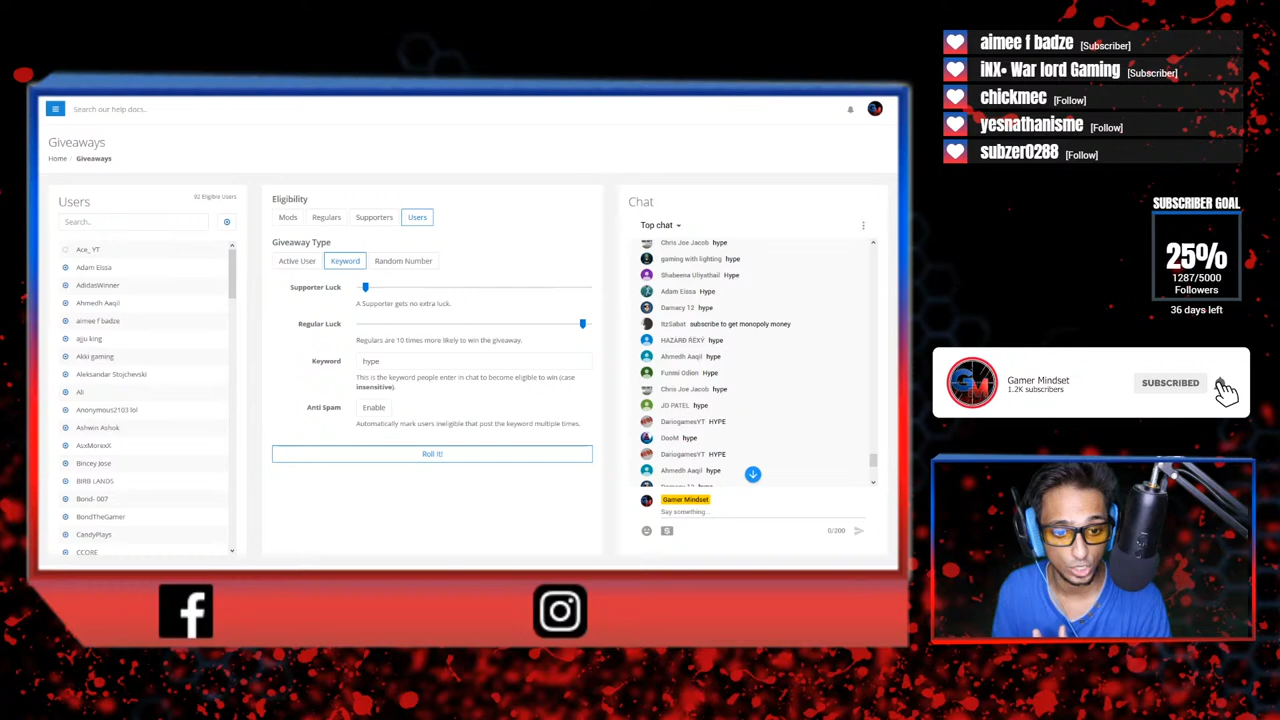 aimee f badze [Subscriber]
iNX• War lord Gaming [Subscriber]
chickmec [Follow]
yesnathanisme [Follow]
subzer0288 [Follow]
SUBSCRIBER GOAL
25%
1287/5000
Followers
36 days left
Gamer Mindset
1.2K subscribers
SUBSCRIBED
GM
Search our help docs..
Giveaways
Home / Giveaways
Users
92 Eligible Users
Search..
Ace_ YT
Adam Eissa
AdidasWinner
Ahmedh Aaqil
aimee f badze
ajju king
Akki gaming
Aleksandar Stojchevski
Ali
Anonymous2103 lol
Ashwin Ashok
AsxMorexX
Bincey Jose
BIRB LANDS
Bond- 007
BondTheGamer
CandyPlays
CCORE
Eligibility
Mods Regulars Supporters Users
Giveaway Type
Active User Keyword Random Number
Supporter Luck
A Supporter gets no extra luck.
Regular Luck
Regulars are 10 times more likely to win the giveaway.
Keyword hype
This is the keyword people enter in chat to become eligible to win (case
insensitive).
Anti Spam Enable
Automatically mark users ineligible that post the keyword multiple times.
Roll it!
Chat
Top chat
Chris Joe Jacob hype
gaming with lighting hype
Shabeena Uliyathail Hype
Adam Eissa Hype
Damery 12 hype
ItzSabat subscribe to get monopoly money
HAZARD RËXÝ hype
Ahmedh Aaqil hype
Funmi Odion Hype
Chris Joe Jacob hype
JD PATEL hype
DariogamesYT HYPE
DooM hype
DariogamesYT HYPE
Ahmedh Aaqil hype
Damery 12 hype
Gamer Mindset
Say something...
0/200